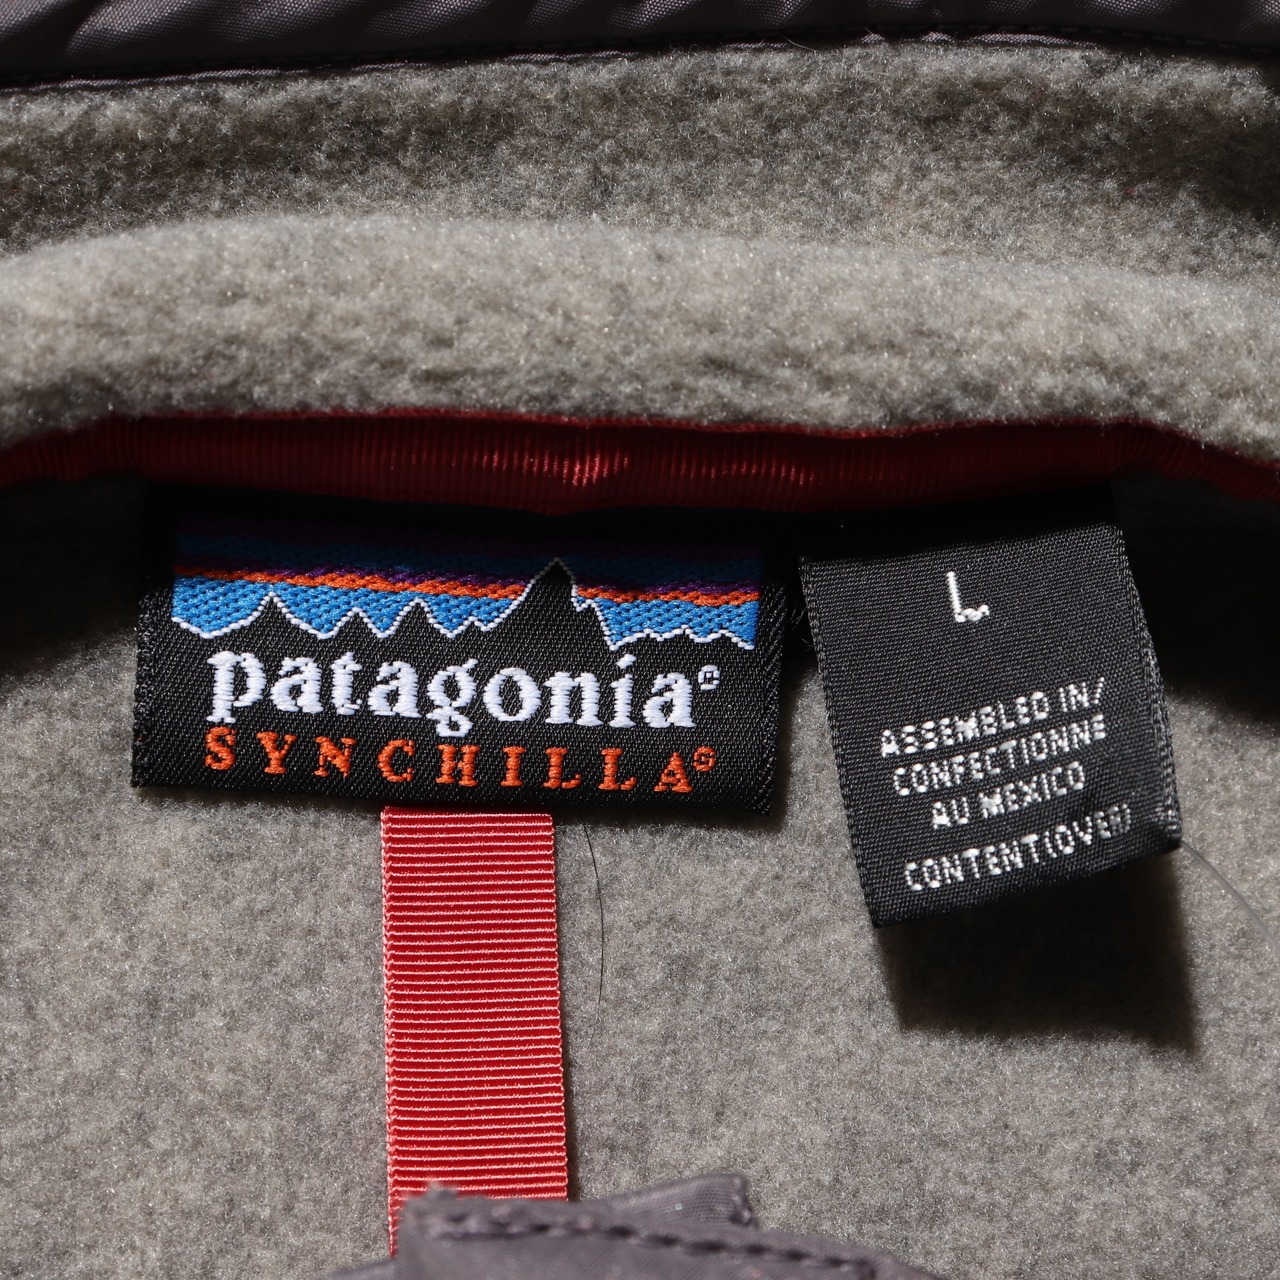 patagonia®
SYNCHILLA®
L
ASSEMBLED IN/
CONFECTIONNE
AU MEXICO
CONTENT(OVER)